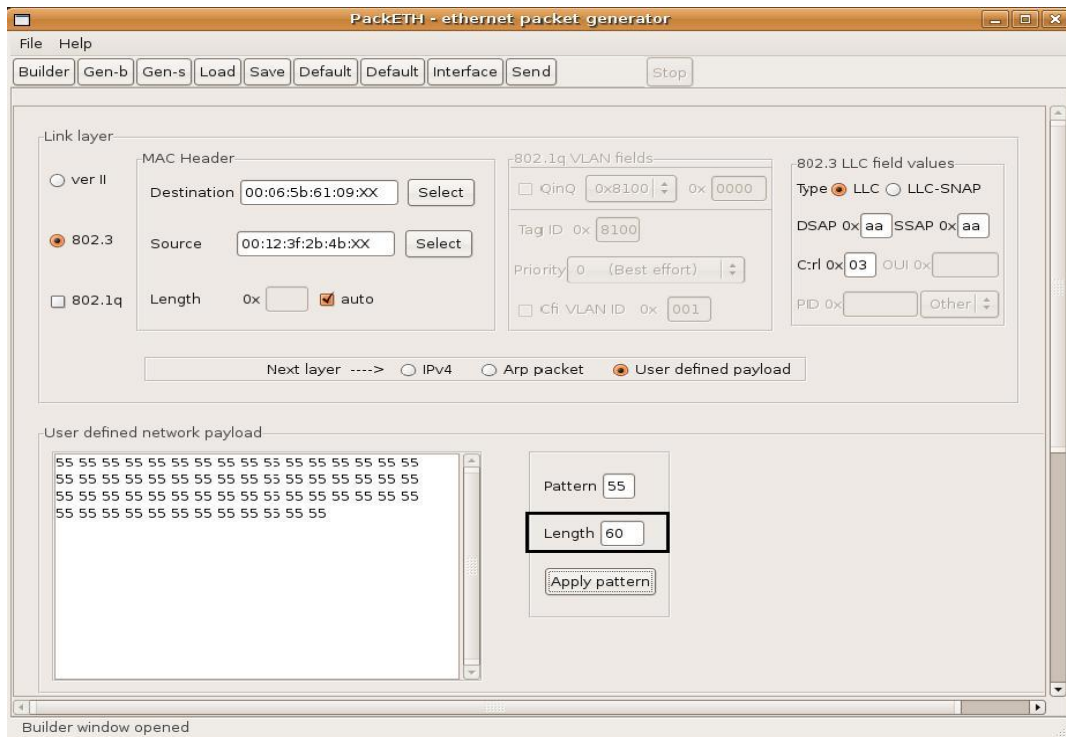 PackETH - ethernet packet generator
File Help
Builder Gen-b Gen-s Load Save Default Default Interface Send Stop
Link layer
ver II
802.3
802.1q
MAC Header
Destination 00:06:5b:61:09:XX Select
Source 00:12:3f:2b:4b:XX Select
Length 0x auto
802.1q VLAN fields
QinQ 0x8100 0x 0000
Tag ID 0x 8100
Priority 0 (Best effort)
Cfi VLAN ID 0x 001
802.3 LLC field values
Type LLC LLC-SNAP
DSAP 0x aa SSAP 0x aa
Ctrl 0x 03 OUI 0x
PID 0x Other
Next layer ----> IPv4 Arp packet User defined payload
User defined network payload
55 55 55 55 55 55 55 55 55 55 55 55 55 55 55 55
55 55 55 55 55 55 55 55 55 55 55 55 55 55 55 55
55 55 55 55 55 55 55 55 55 55 55 55 55 55 55 55
55 55 55 55 55 55 55 55 55 55 55 55
Pattern 55
Length 60
Apply pattern
Builder window opened